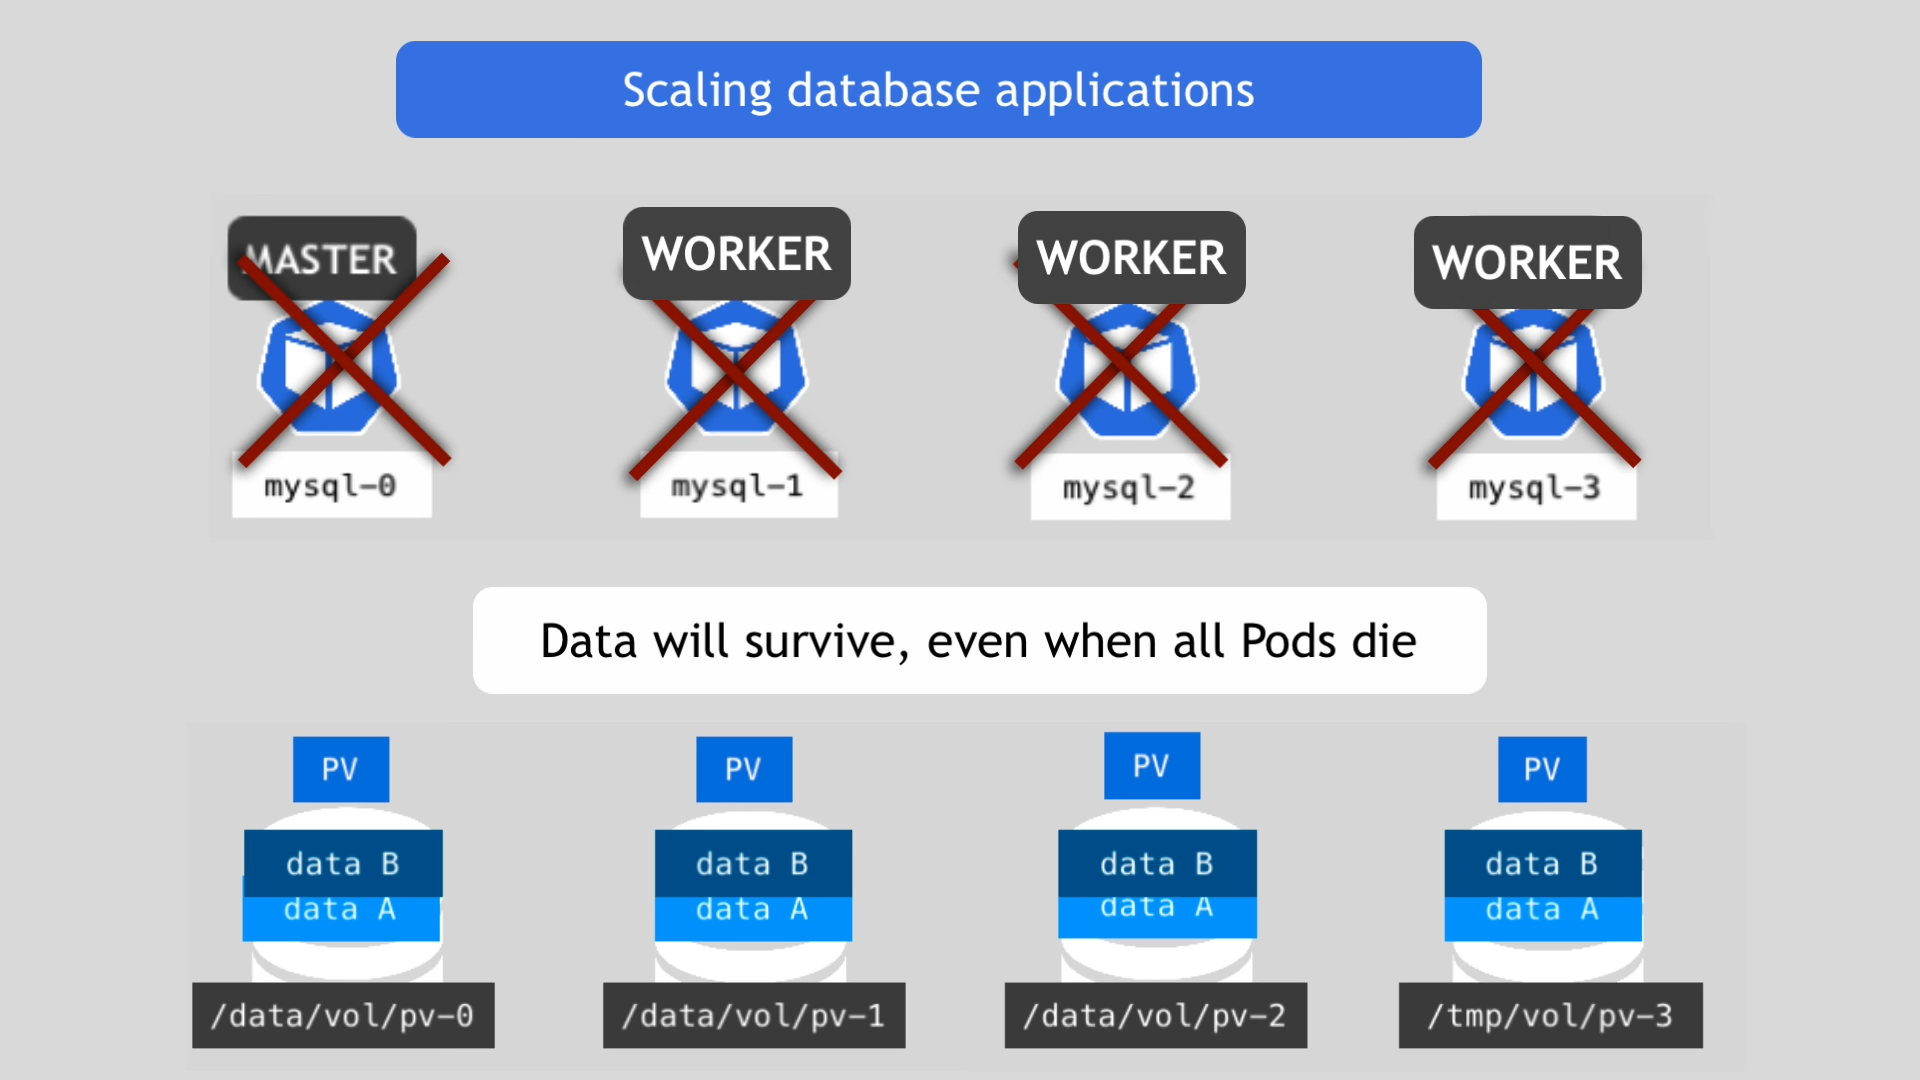 Scaling database applications
MASTER
WORKER
WORKER
WORKER
mysql-0
mysql-1
mysql-2
mysql-3
Data will survive, even when all Pods die
PV
PV
PV
PV
data B
data B
data B
data B
data A
data A
data A
data A
/data/vol/pv-0
/data/vol/pv-1
/data/vol/pv-2
/tmp/vol/pv-3